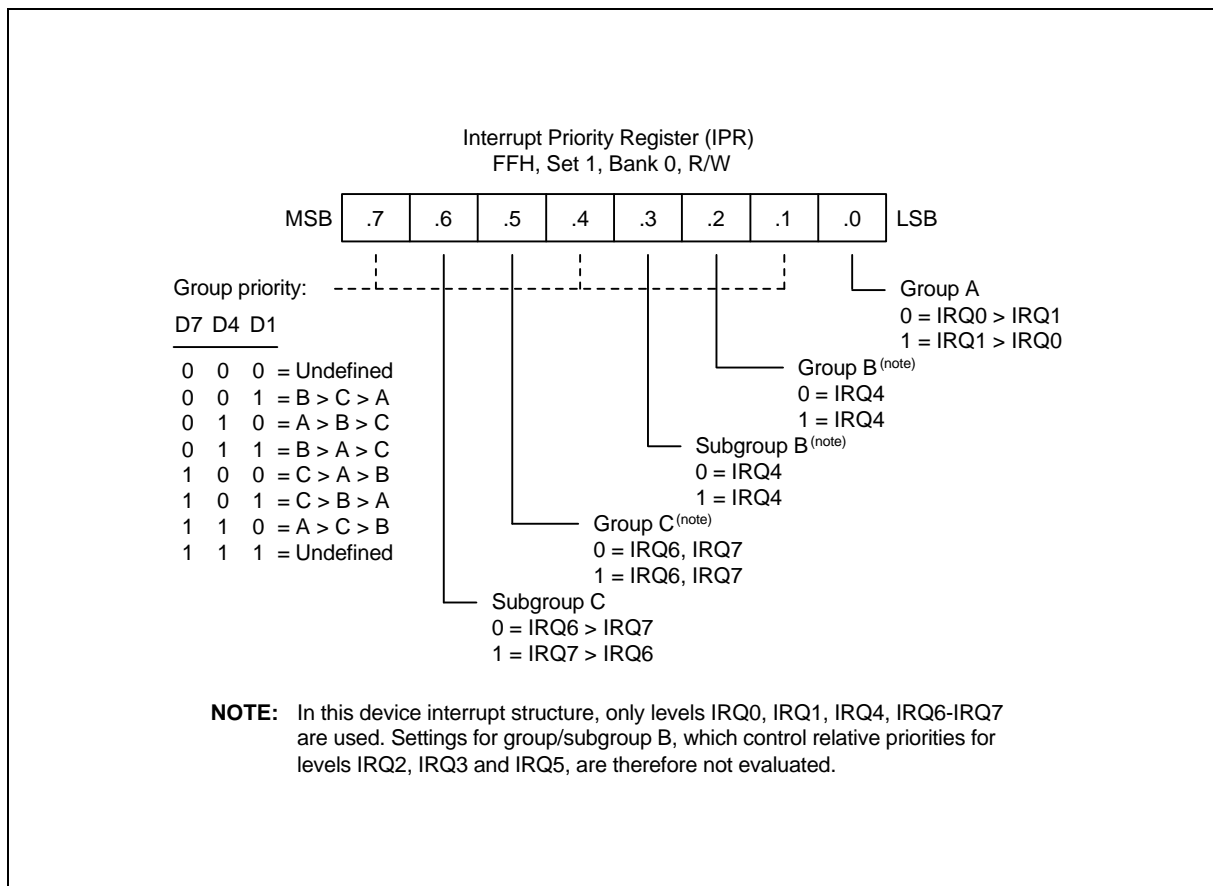 Interrupt Priority Register (IPR)
FFH, Set 1, Bank 0, R/W
MSB .7 .6 .5 .4 .3 .2 .1 .0 LSB
Group priority:
D7 D4 D1
0 0 0 = Undefined
0 0 1 = B > C > A
0 1 0 = A > B > C
0 1 1 = B > A > C
1 0 0 = C > A > B
1 0 1 = C > B > A
1 1 0 = A > C > B
1 1 1 = Undefined
Group A
0 = IRQ0 > IRQ1
1 = IRQ1 > IRQ0
Group B (note)
0 = IRQ4
1 = IRQ4
Subgroup B (note)
0 = IRQ4
1 = IRQ4
Group C (note)
0 = IRQ6, IRQ7
1 = IRQ6, IRQ7
Subgroup C
0 = IRQ6 > IRQ7
1 = IRQ7 > IRQ6
NOTE: In this device interrupt structure, only levels IRQ0, IRQ1, IRQ4, IRQ6-IRQ7
are used. Settings for group/subgroup B, which control relative priorities for
levels IRQ2, IRQ3 and IRQ5, are therefore not evaluated.